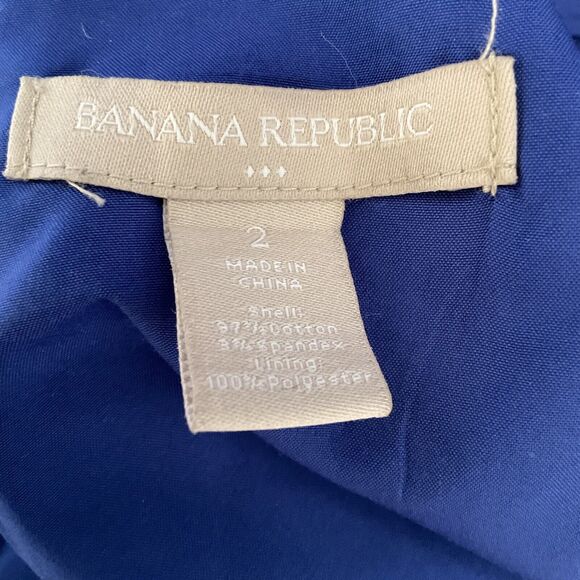 BANANA REPUBLIC
2
MADE IN
CHINA
Shell:
97% Cotton
3% Spandex
Lining:
100% Polyester